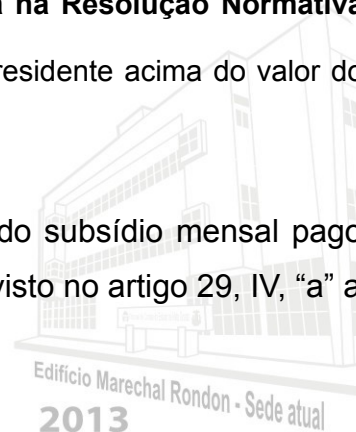 na Resolução Normativa
residente acima do valor do
do subsídio mensal pago
visto no artigo 29, IV, “a” a
Edifício Marechal Rondon - Sede atual
2013